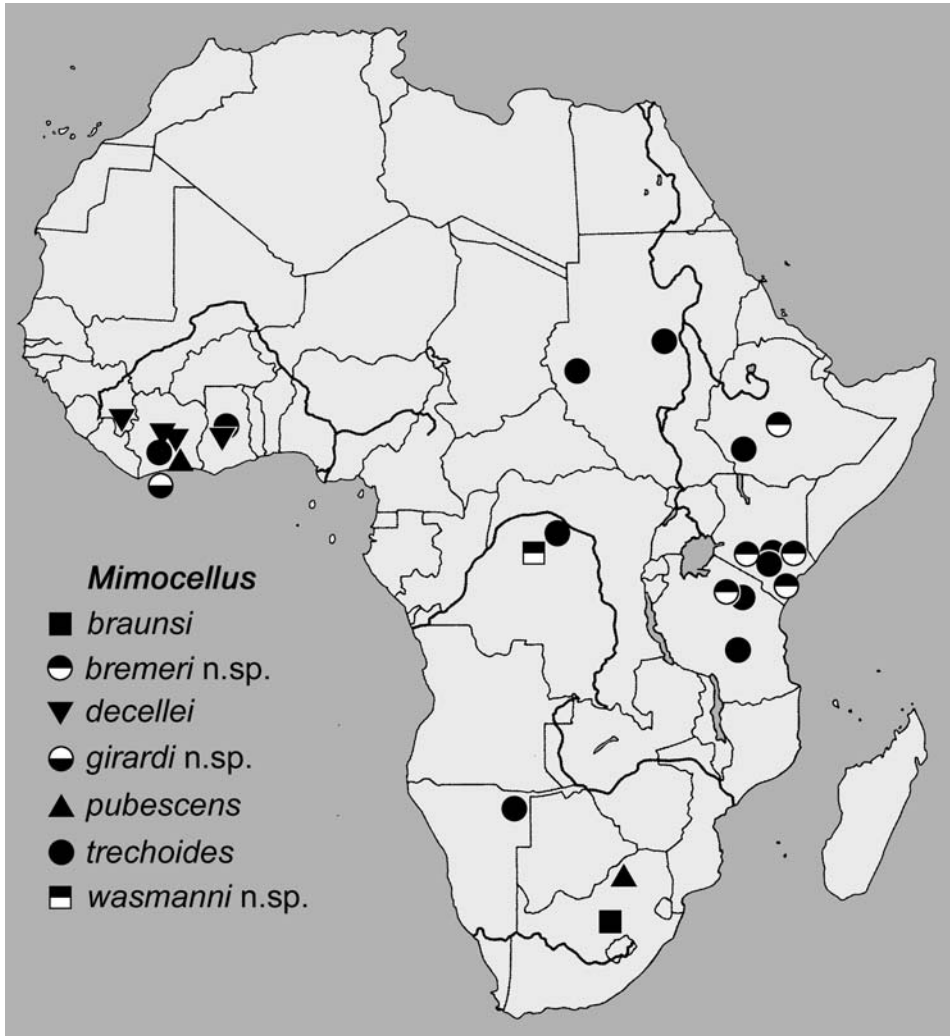 Mimocellus
braunsi
bremeri n.sp.
decellei
girardi n.sp.
pubescens
trechoides
wasmanni n.sp.